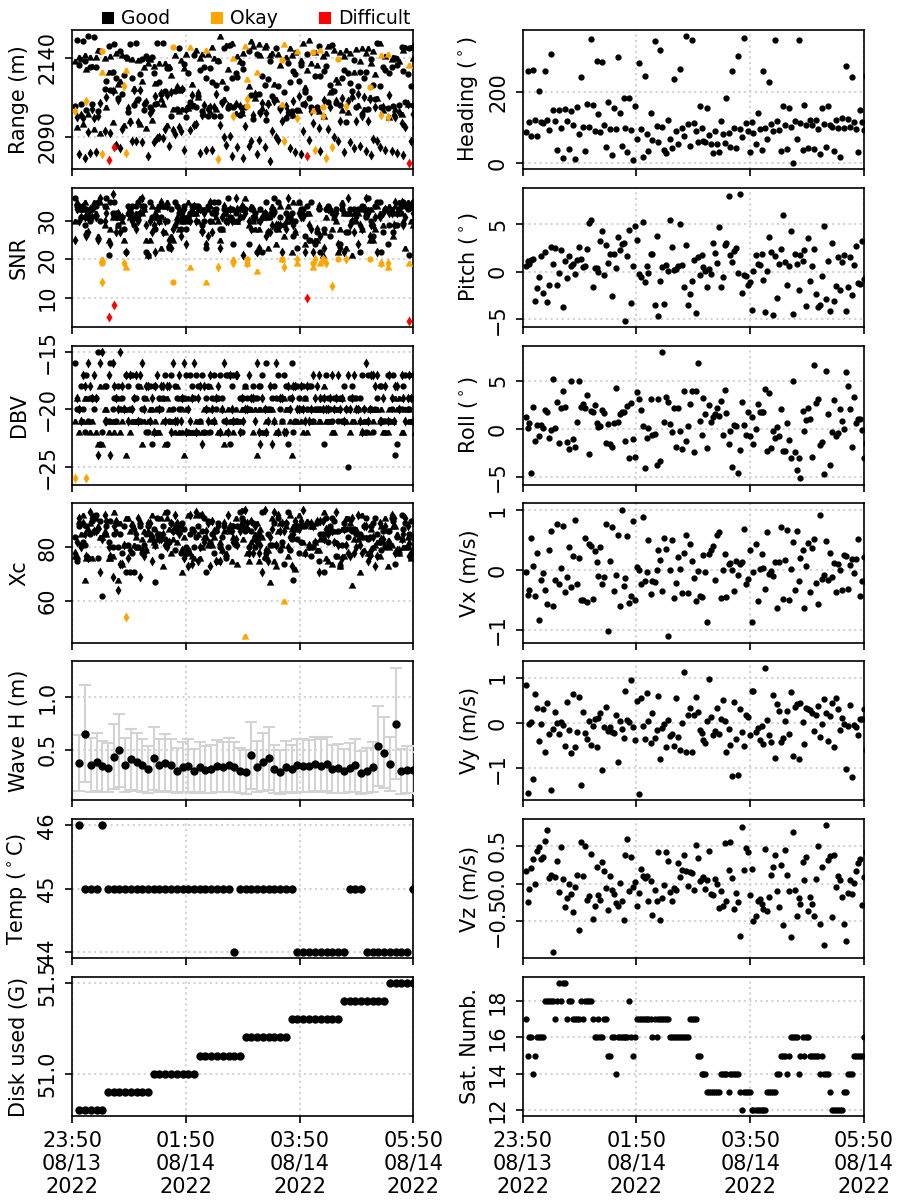 Good Okay Difficult
Range (m)
2140
2090
Heading (°)
200
0
SNR
30
20
10
Pitch (°)
5
0
−5
DBV
−15
−20
−25
Roll (°)
5
0
−5
Xc
80
60
Vx (m/s)
1
0
−1
Wave H (m)
1.0
0.5
Vy (m/s)
1
0
−1
Temp (°C)
46
45
44
Vz (m/s)
0.5
0.0
−0.5
Disk used (G)
51.5
51.0
Sat. Numb.
18
16
14
12
23:50 01:50 03:50 05:50
08/13 08/14 08/14 08/14
2022 2022 2022 2022
23:50 01:50 03:50 05:50
08/13 08/14 08/14 08/14
2022 2022 2022 2022